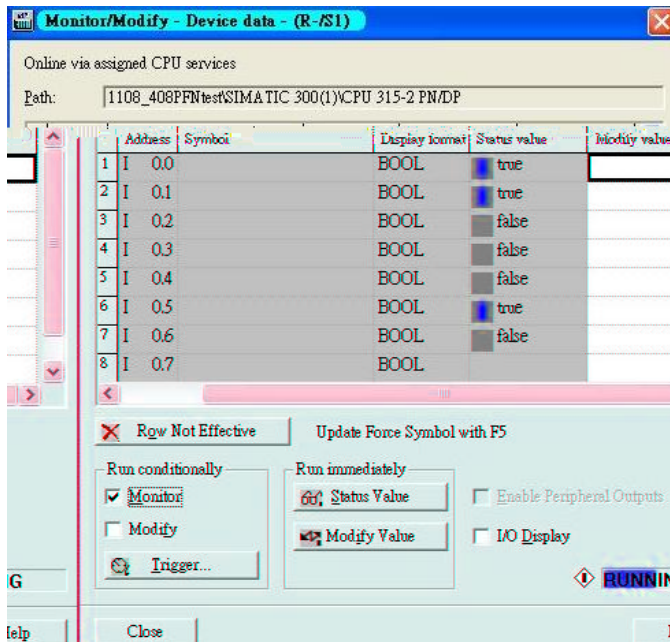 Monitor/Modify - Device data - (R-/S1)
Online via assigned CPU services
Path: 1108_408PFNtest\SIMATIC 300(1)\CPU 315-2 PN/DP
Address Symbol Display format Status value Modify value
1 I 0.0 BOOL true
2 I 0.1 BOOL true
3 I 0.2 BOOL false
4 I 0.3 BOOL false
5 I 0.4 BOOL false
6 I 0.5 BOOL true
7 I 0.6 BOOL false
8 I 0.7 BOOL
Row Not Effective Update Force Symbol with F5
Run conditionally Run immediately
Monitor Status Value Enable Peripheral Outputs
Modify Modify Value I/O Display
Trigger...
G RUNNIN
Help Close